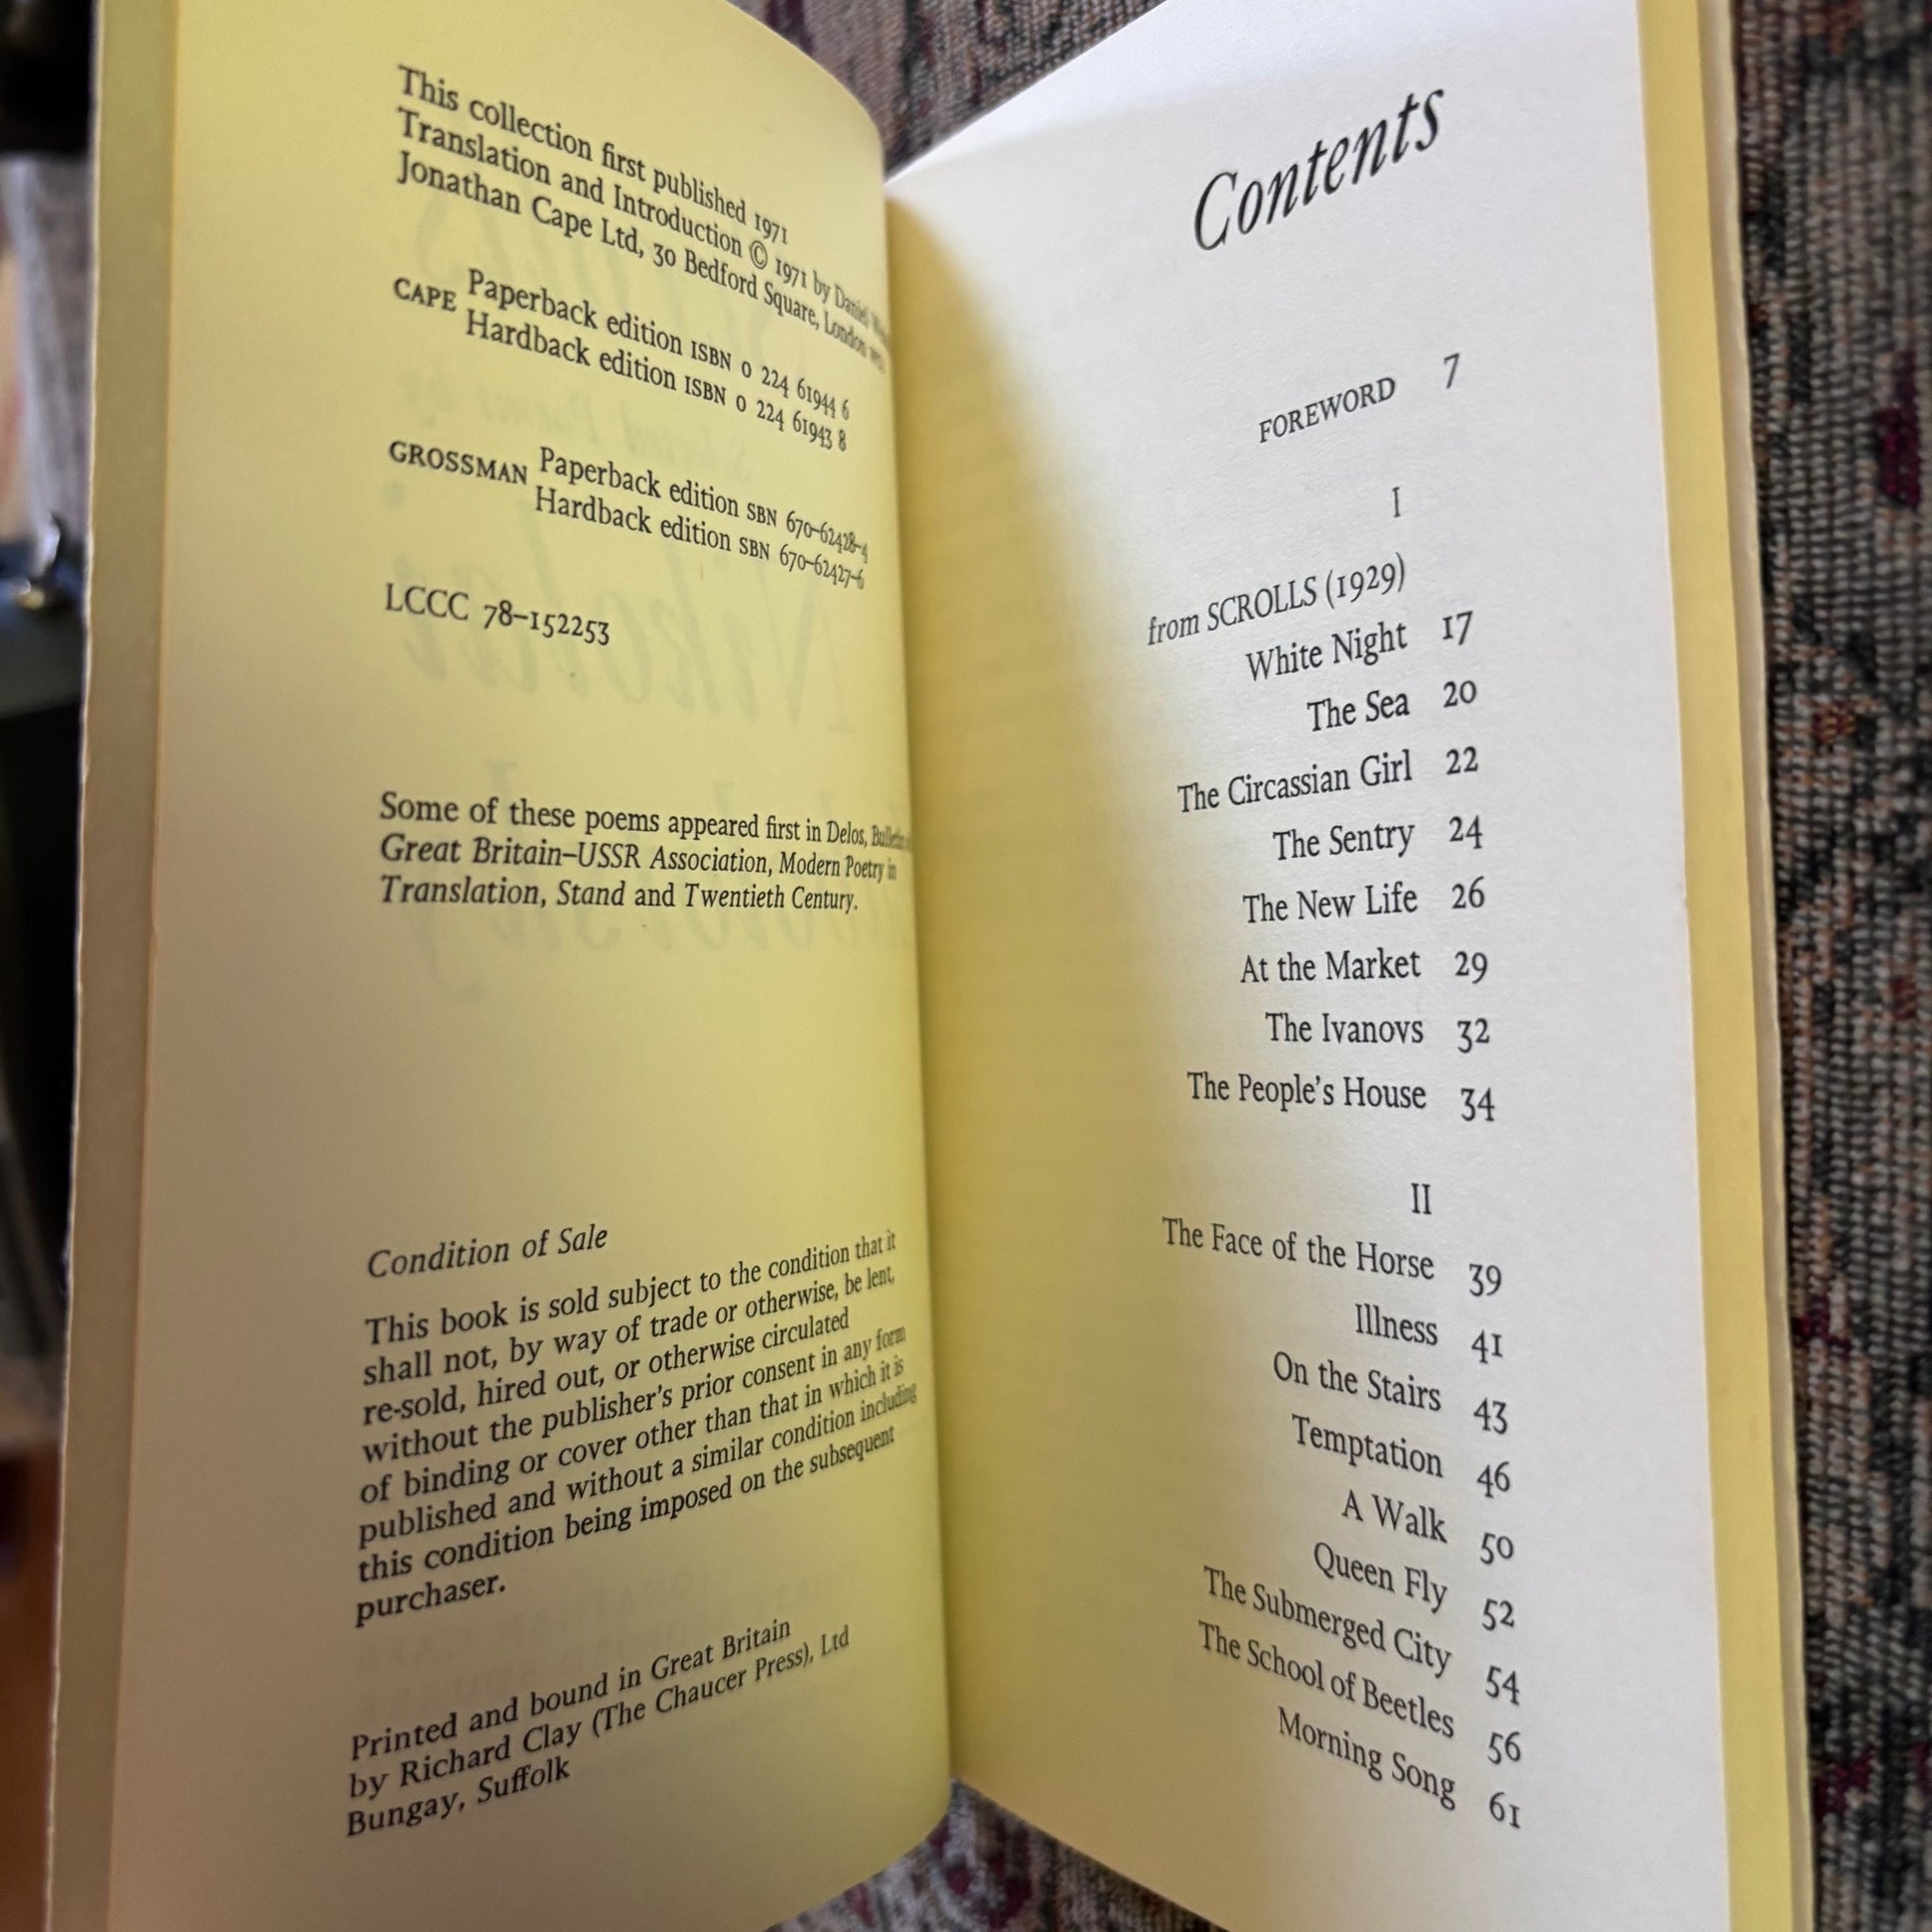 This collection first published 1971
Translation and Introduction © 1971 by Daniel
Jonathan Cape Ltd, 30 Bedford Square, London
CAPE Paperback edition ISBN 0 224 61944 6
Hardback edition ISBN 0 224 61943 8
GROSSMAN Paperback edition SBN 670-62428-4
Hardback edition SBN 670-62427-6
LCCC 78-152253
Some of these poems appeared first in Delos, Bulletin
Great Britain–USSR Association, Modern Poetry in
Translation, Stand and Twentieth Century.
Condition of Sale
This book is sold subject to the condition that it
shall not, by way of trade or otherwise, be lent,
re-sold, hired out, or otherwise circulated
without the publisher's prior consent in any form
of binding or cover other than that in which it is
published and without a similar condition including
this condition being imposed on the subsequent
purchaser.
Printed and bound in Great Britain
by Richard Clay (The Chaucer Press), Ltd
Bungay, Suffolk
Contents
FOREWORD 7
I
from SCROLLS (1929)
White Night 17
The Sea 20
The Circassian Girl 22
The Sentry 24
The New Life 26
At the Market 29
The Ivanovs 32
The People's House 34
II
The Face of the Horse 39
Illness 41
On the Stairs 43
Temptation 46
A Walk 50
Queen Fly 52
The Submerged City 54
The School of Beetles 56
Morning Song 61